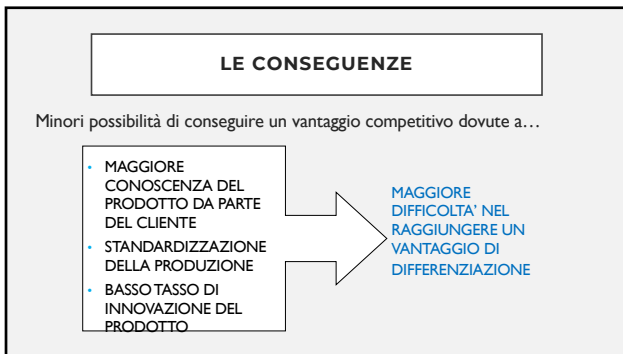 LE CONSEGUENZE
Minori possibilità di conseguire un vantaggio competitivo dovute a…
• MAGGIORE
CONOSCENZA DEL
PRODOTTO DA PARTE
DEL CLIENTE
• STANDARDIZZAZIONE
DELLA PRODUZIONE
• BASSO TASSO DI
INNOVAZIONE DEL
PRODOTTO
MAGGIORE
DIFFICOLTA’ NEL
RAGGIUNGERE UN
VANTAGGIO DI
DIFFERENZIAZIONE